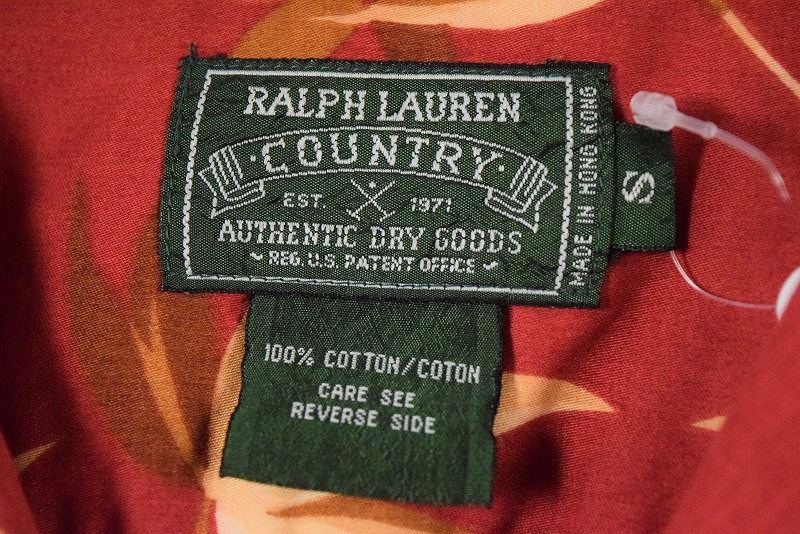 RALPH LAUREN
·COUNTRY·
EST. 1971
AUTHENTIC DRY GOODS
REG. U.S. PATENT OFFICE
MADE IN HONG KONG
S
100% COTTON/COTON
CARE SEE
REVERSE SIDE